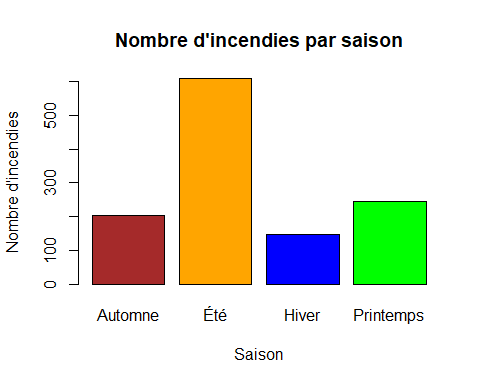 Nombre d'incendies par saison
Nombre d'incendies
500
300
100
0
Automne Été Hiver Printemps
Saison